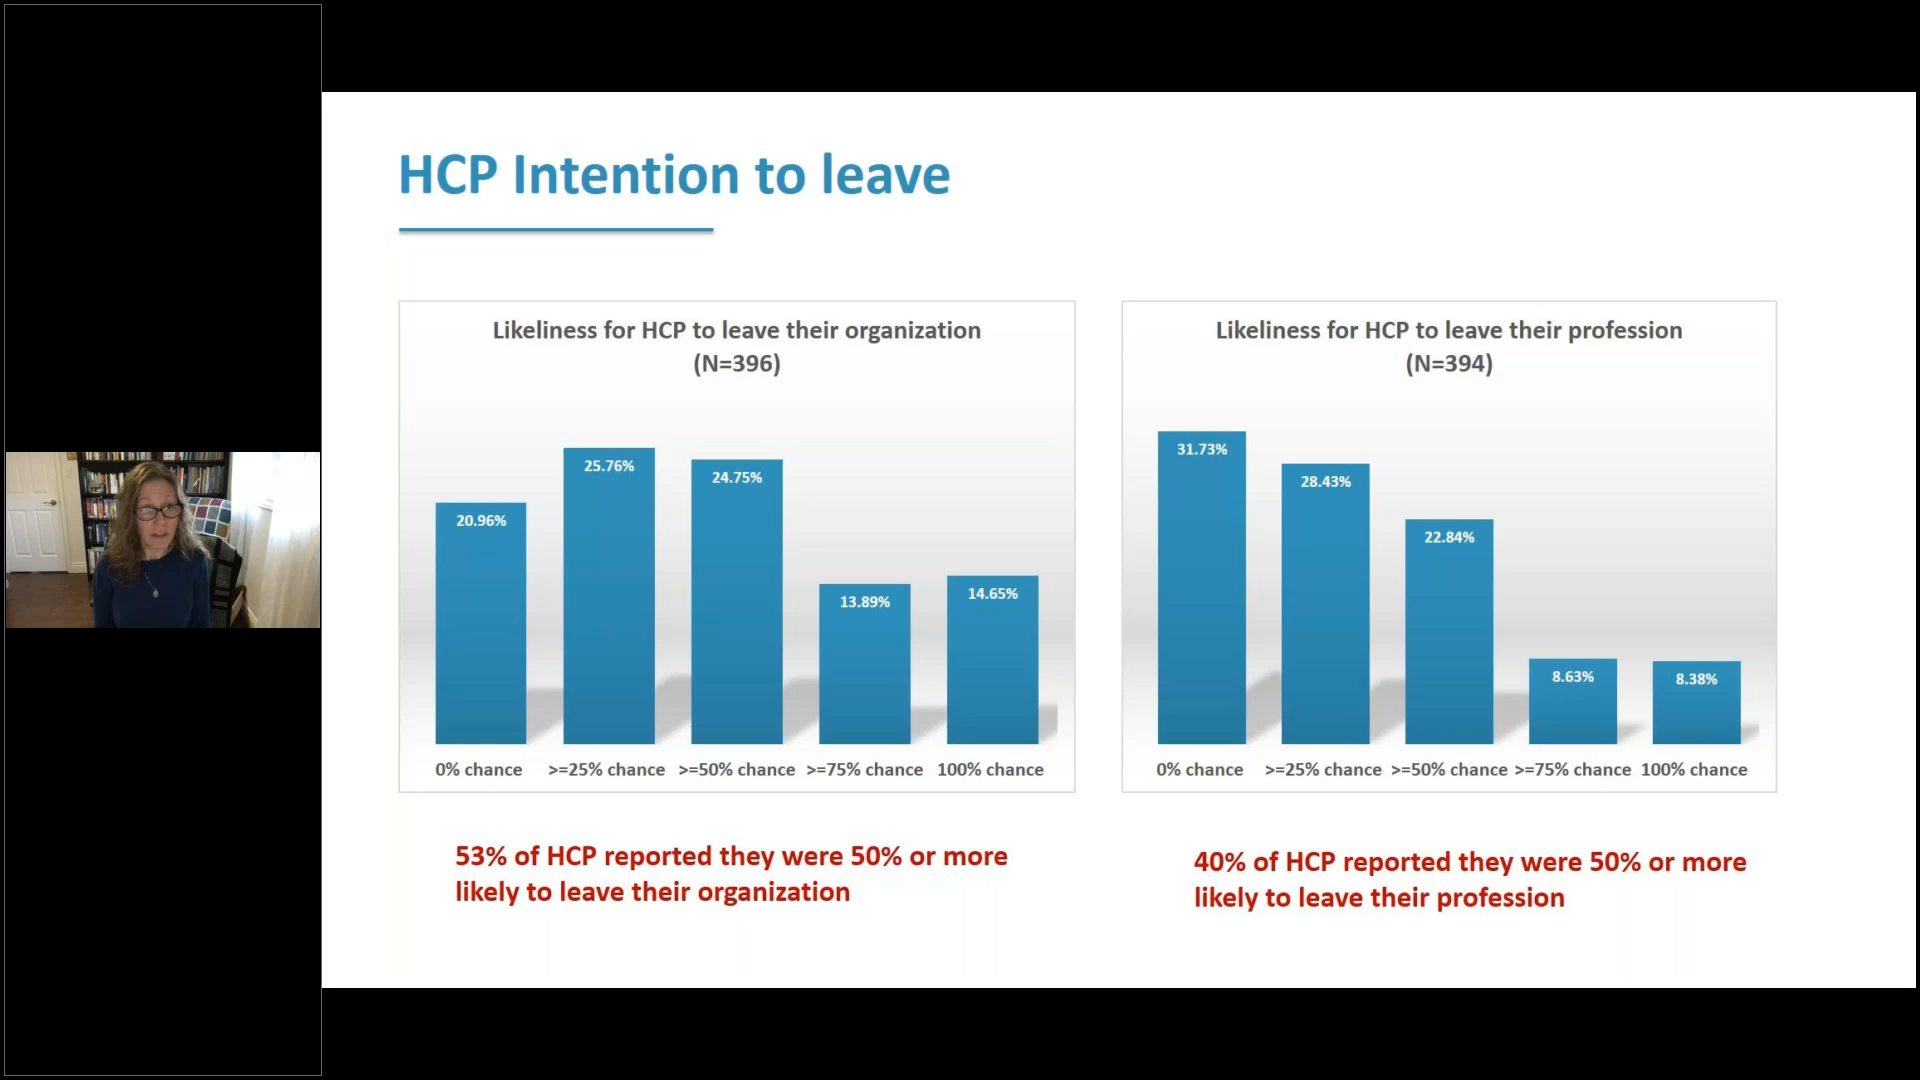 HCP Intention to leave
Likeliness for HCP to leave their organization
(N=396)
20.96%
25.76%
24.75%
13.89%
14.65%
0% chance
>=25% chance
>=50% chance
>=75% chance
100% chance
53% of HCP reported they were 50% or more
likely to leave their organization
Likeliness for HCP to leave their profession
(N=394)
31.73%
28.43%
22.84%
8.63%
8.38%
0% chance
>=25% chance
>=50% chance
>=75% chance
100% chance
40% of HCP reported they were 50% or more
likely to leave their profession